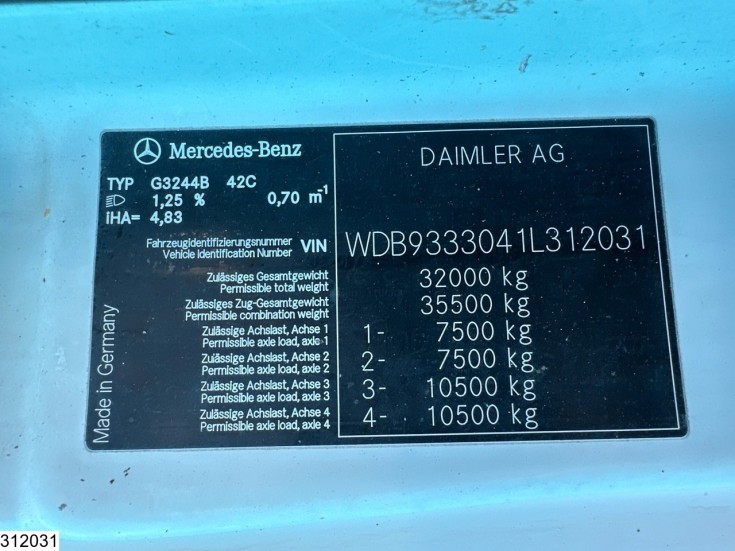 Mercedes-Benz
DAIMLER AG
TYP G3244B 42C
1,25 % 0,70 m-1
iHA= 4,83
Fahrzeugidentifizierungsnummer
Vehicle Identification Number
VIN WDB9333041L312031
Zulässiges Gesamtgewicht
Permissible total weight
32000 kg
Zulässiges Zug-Gesamtgewicht
Permissible combination weight
35500 kg
Zulässige Achslast, Achse 1
Permissible axle load, axle 1
1- 7500 kg
Zulässige Achslast, Achse 2
Permissible axle load, axle 2
2- 7500 kg
Zulässige Achslast, Achse 3
Permissible axle load, axle 3
3- 10500 kg
Zulässige Achslast, Achse 4
Permissible axle load, axle 4
4- 10500 kg
Made in Germany
312031